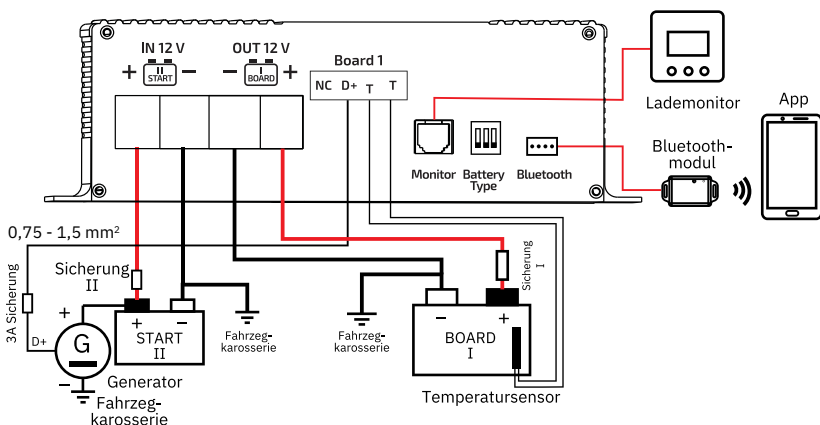 IN 12 V
OUT 12 V
+ II START −
− I BOARD +
Board 1
NC D+ T T
Monitor
Battery Type
Bluetooth
Lademonitor
App
Bluetooth-
modul
0,75 - 1,5 mm²
3A Sicherung
Sicherung
II
Sicherung
I
+
D+
G
−
+ −
START
II
Generator
Fahrzeg-
karosserie
Fahrzeg-
karosserie
Fahrzeg-
karosserie
− +
BOARD
I
Temperatursensor